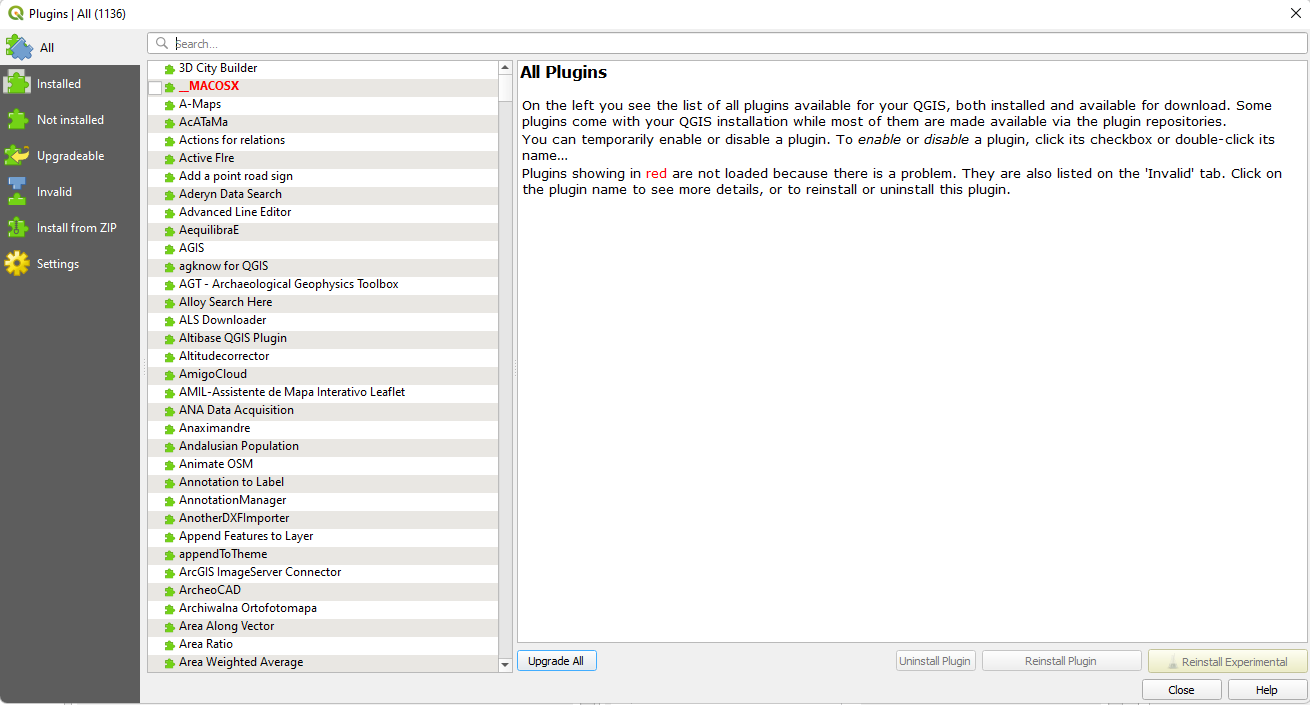 Plugins | All (1136)
All
Installed
Not installed
Upgradeable
Invalid
Install from ZIP
Settings
Search...
3D City Builder
__MACOSX
A-Maps
AcATaMa
Actions for relations
Active FIre
Add a point road sign
Aderyn Data Search
Advanced Line Editor
AequilibraE
AGIS
agknow for QGIS
AGT - Archaeological Geophysics Toolbox
Alloy Search Here
ALS Downloader
Altibase QGIS Plugin
Altitudecorrector
AmigoCloud
AMIL-Assistente de Mapa Interativo Leaflet
ANA Data Acquisition
Anaximandre
Andalusian Population
Animate OSM
Annotation to Label
AnnotationManager
AnotherDXFImporter
Append Features to Layer
appendToTheme
ArcGIS ImageServer Connector
ArcheoCAD
Archiwalna Ortofotomapa
Area Along Vector
Area Ratio
Area Weighted Average
All Plugins
On the left you see the list of all plugins available for your QGIS, both installed and available for download. Some
plugins come with your QGIS installation while most of them are made available via the plugin repositories.
You can temporarily enable or disable a plugin. To enable or disable a plugin, click its checkbox or double-click its
name...
Plugins showing in red are not loaded because there is a problem. They are also listed on the 'Invalid' tab. Click on
the plugin name to see more details, or to reinstall or uninstall this plugin.
Upgrade All
Uninstall Plugin
Reinstall Plugin
Reinstall Experimental
Close
Help